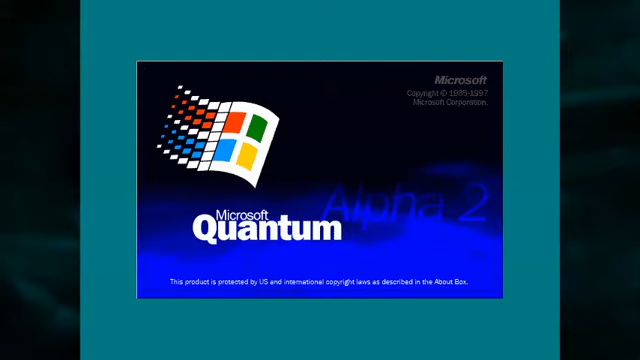 Microsoft
Copyright © 1985-1997
Microsoft Corporation.
Alpha 2
Microsoft
Quantum
This product is protected by US and international copyright laws as described in the About Box.